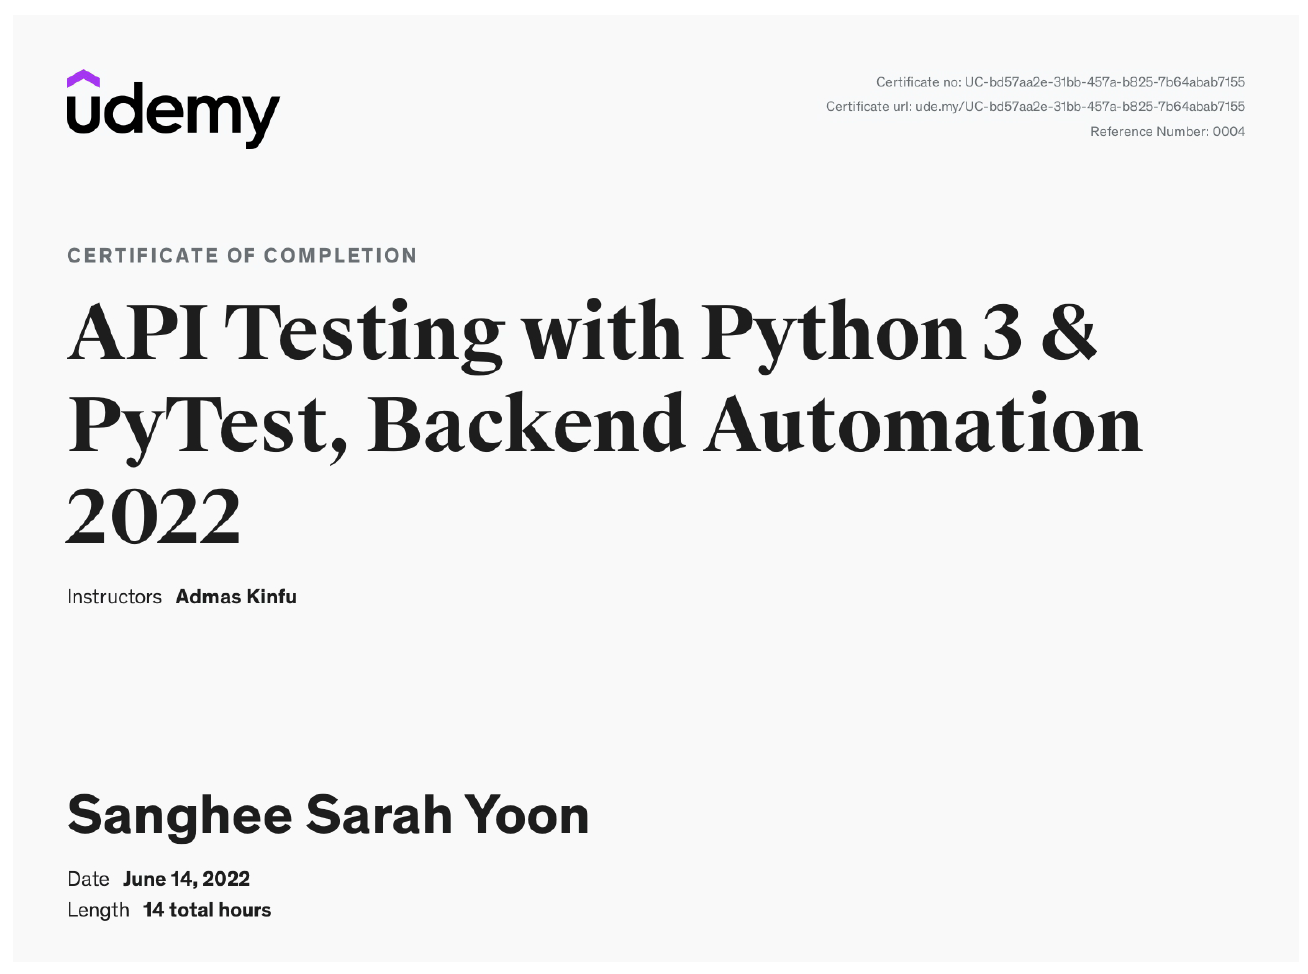 udemy
Certificate no: UC-bd57aa2e-31bb-457a-b825-7b64abab7155
Certificate url: ude.my/UC-bd57aa2e-31bb-457a-b825-7b64abab7155
Reference Number: 0004
CERTIFICATE OF COMPLETION
API Testing with Python 3 &
PyTest, Backend Automation
2022
Instructors Admas Kinfu
Sanghee Sarah Yoon
Date June 14, 2022
Length 14 total hours